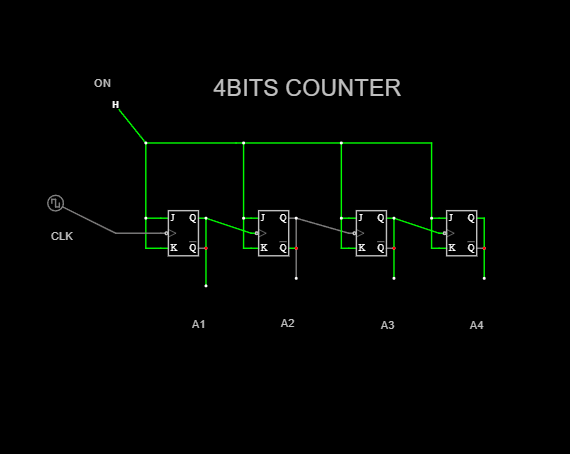 ON
4BITS COUNTER
H
J Q J Q J Q J Q
CLK
K Q̅ K Q̅ K Q̅ K Q̅
A1 A2 A3 A4